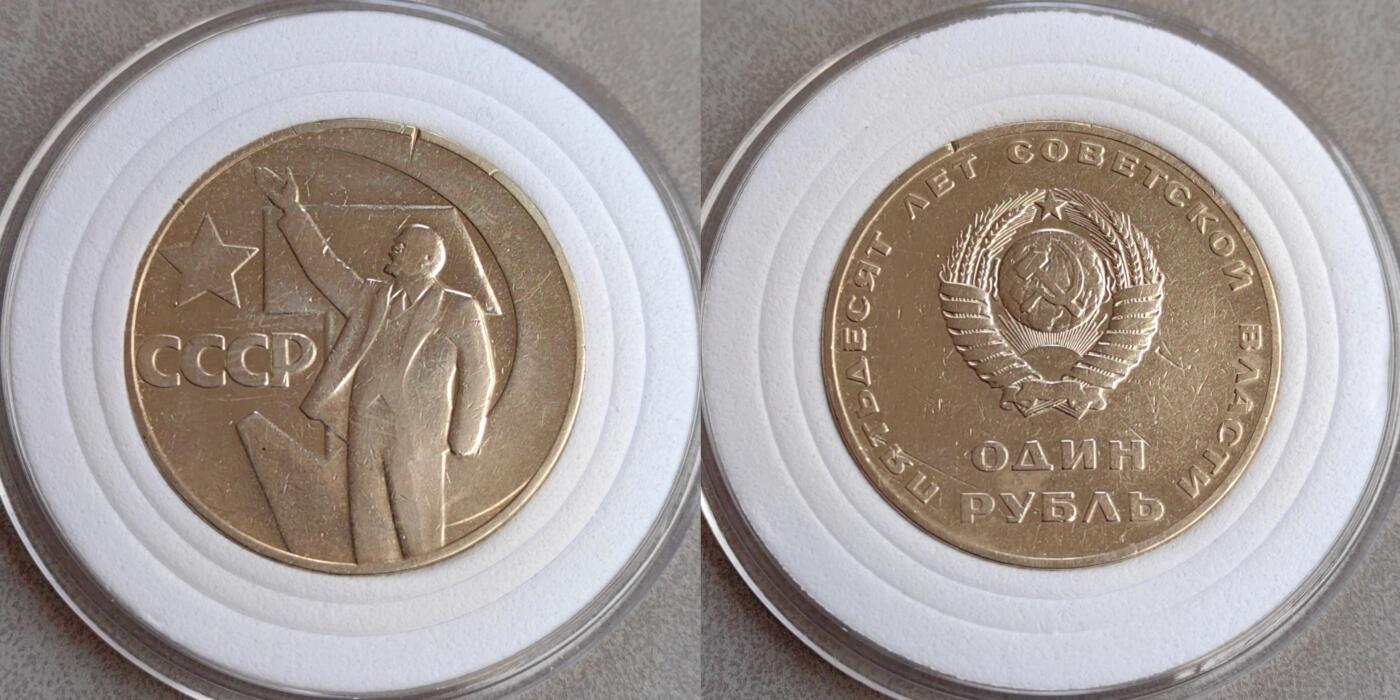 СССР
ПЯТЬДЕСЯТ ЛЕТ СОВЕТСКОЙ ВЛАСТИ
ОДИН
РУБЛЬ